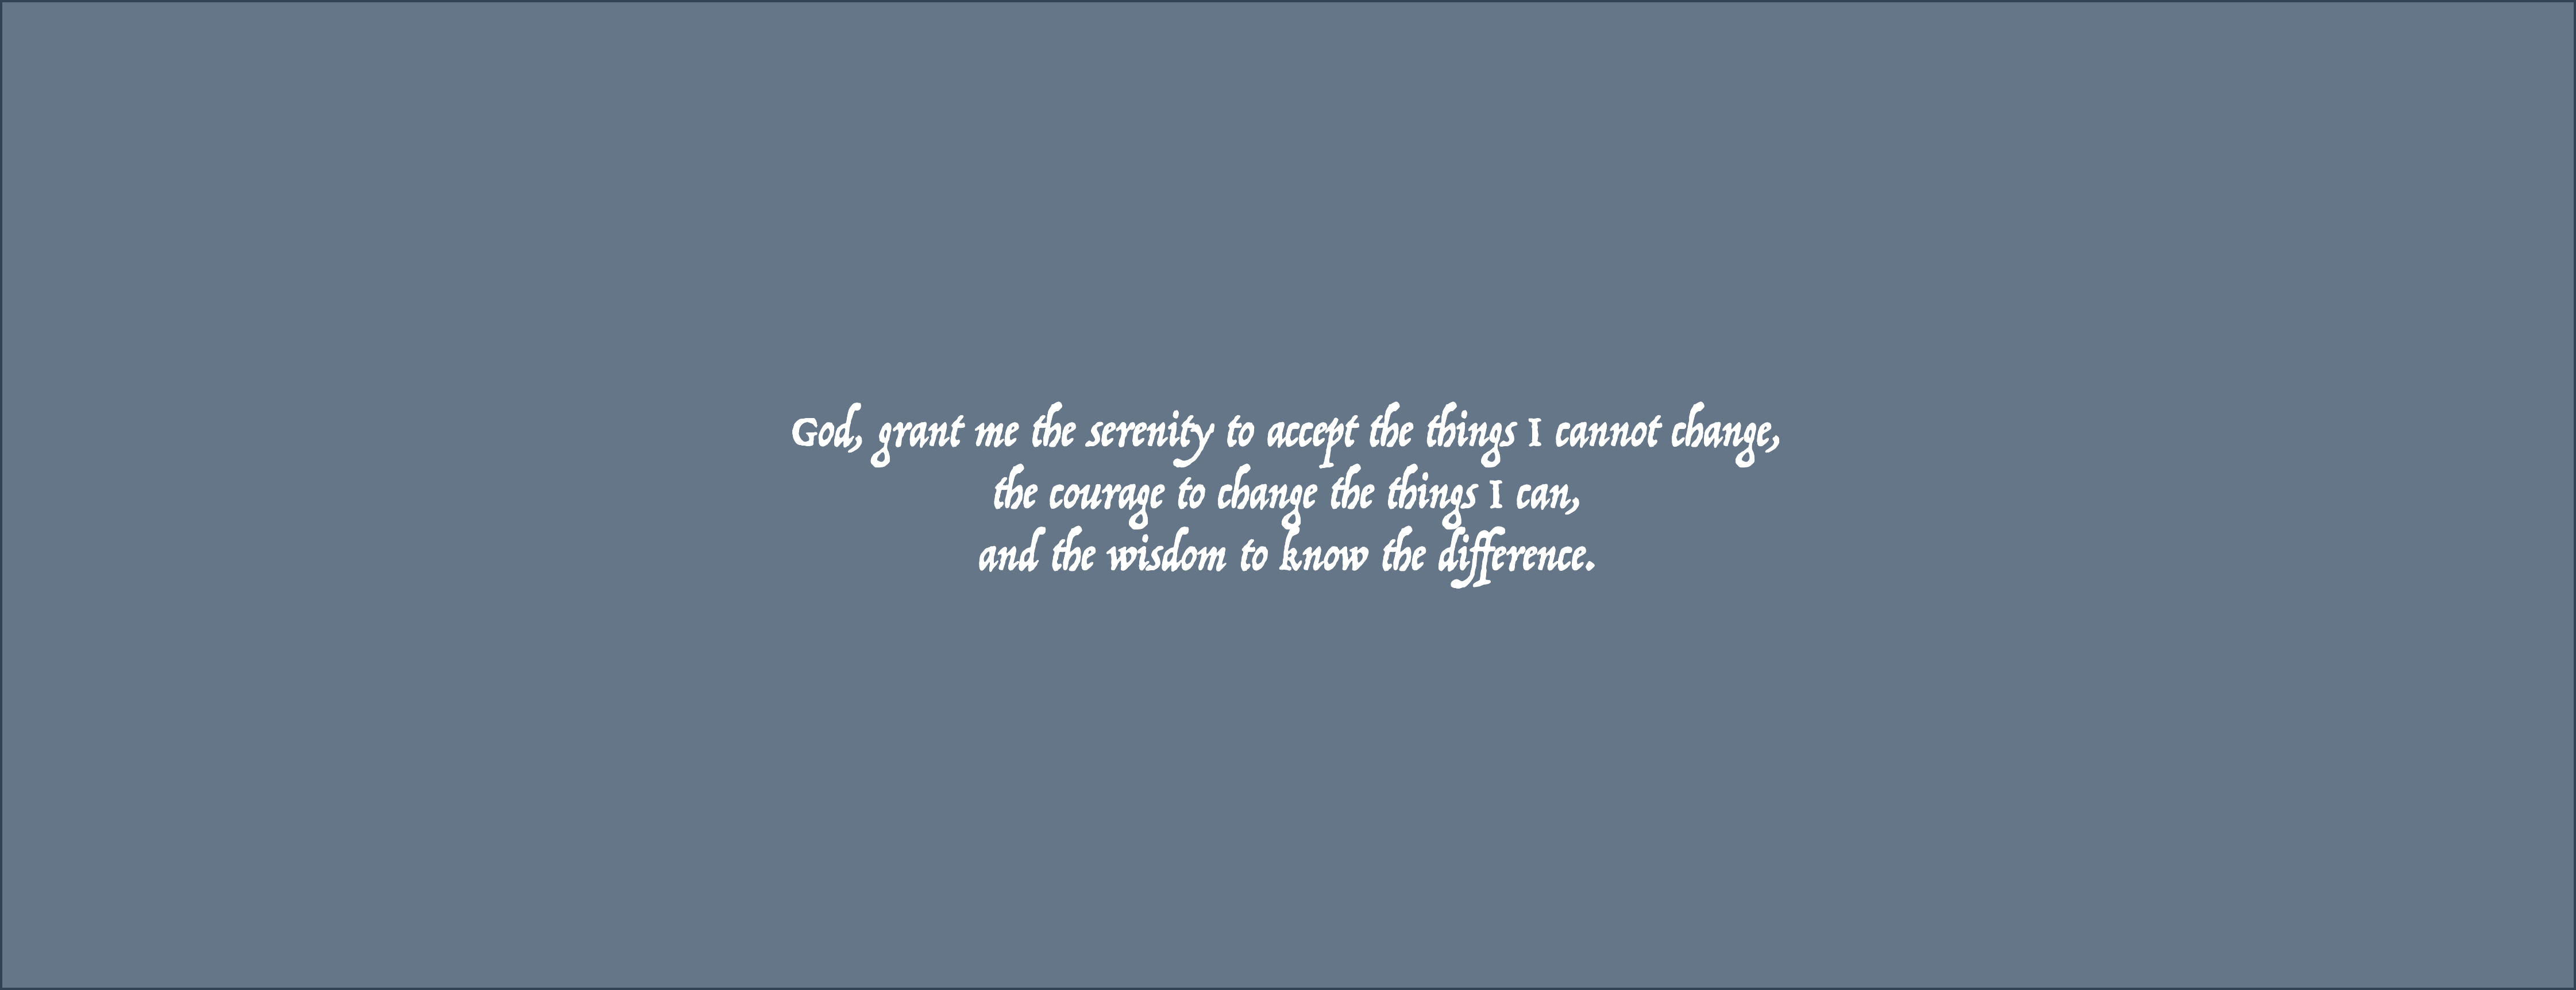 God, grant me the serenity to accept the things I cannot change,
the courage to change the things I can,
and the wisdom to know the difference.